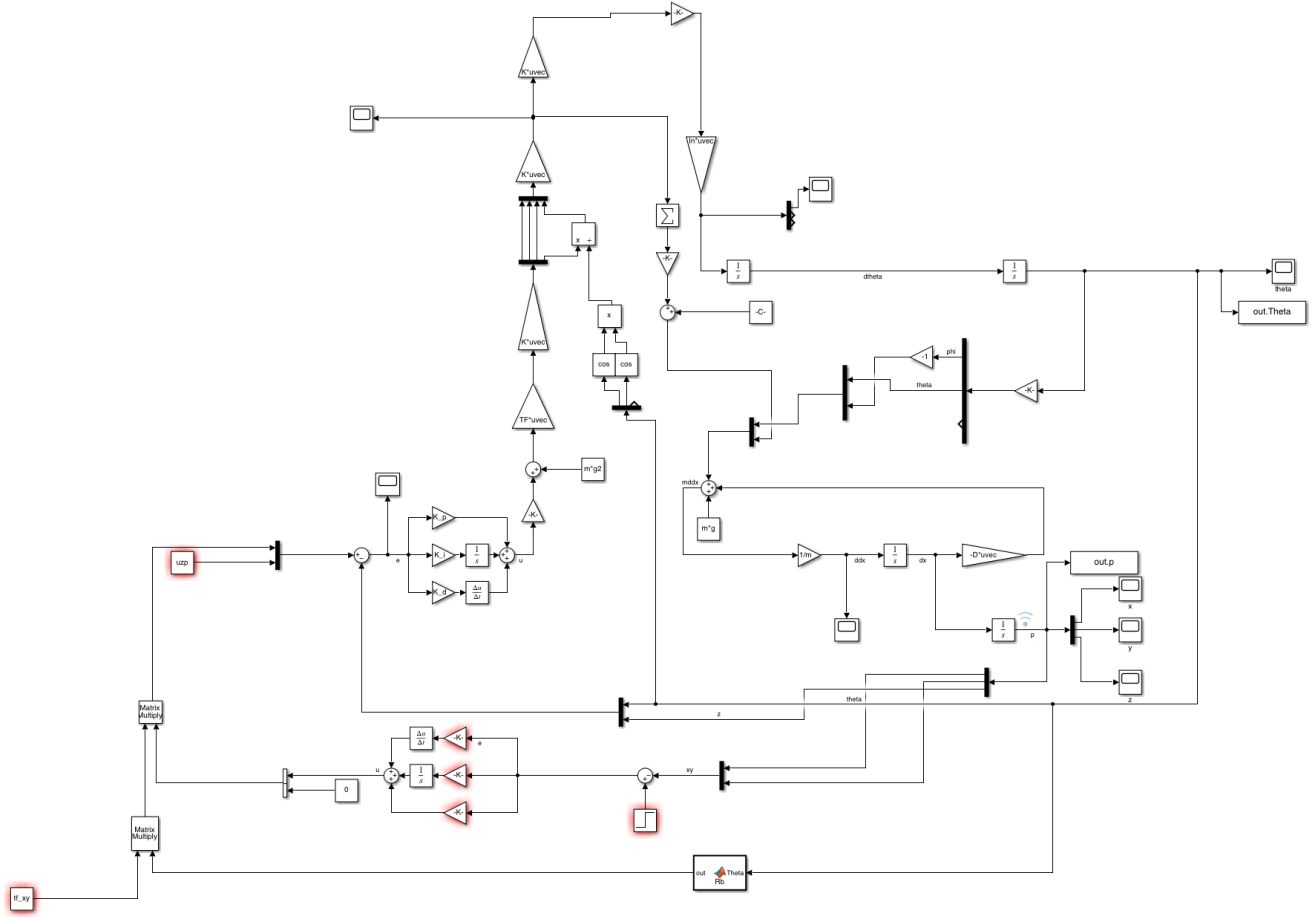 -K-
K*uvec
In*uvec
K*uvec
x ÷
-K-
1
s
dtheta
1
s
theta
+
+
-C-
out.Theta
x
cos
cos
K*uvec
phi
-1
theta
-K-
TF*uvec
+
+
m*g2
mddx
+
+
+
m*g
-K-
K_p
uzp
+
−
e
K_i
1
s
+
+
+
u
K_d
Δu
Δt
1/m
ddx
1
s
dx
-D*uvec
out.p
x
1
s
p
y
z
theta
z
Matrix
Multiply
Δu
Δt
-K-
e
u
+
+
+
1
s
-K-
+
−
xy
0
-K-
Matrix
Multiply
out
Theta
Rb
tf_xy